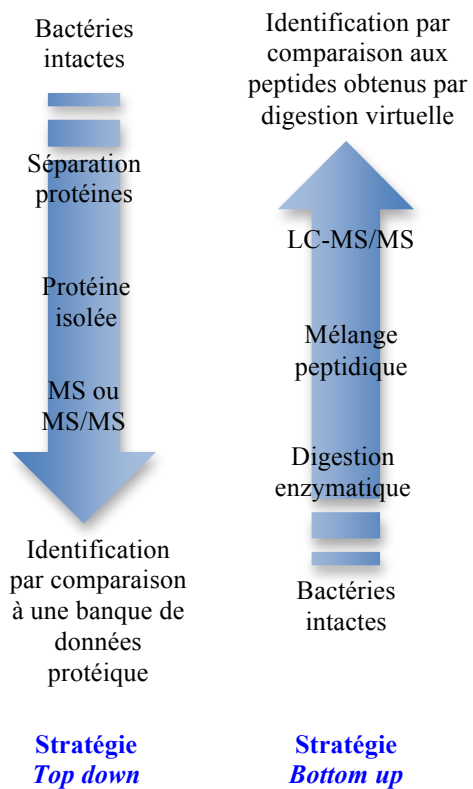 Bactéries
intactes
Séparation
protéines
Protéine
isolée
MS ou
MS/MS
Identification
par comparaison
à une banque de
données
protéique
Stratégie
Top down
Identification par
comparaison aux
peptides obtenus par
digestion virtuelle
LC-MS/MS
Mélange
peptidique
Digestion
enzymatique
Bactéries
intactes
Stratégie
Bottom up